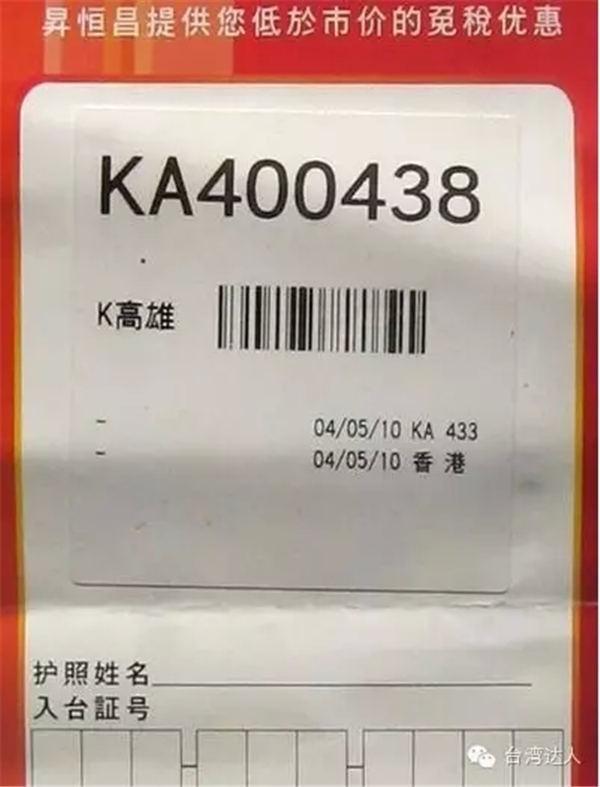 昇恒昌提供您低於市价的免税优惠
KA400438
K高雄
- 04/05/10 KA 433
- 04/05/10 香港
护照姓名
入台証号
台湾达人